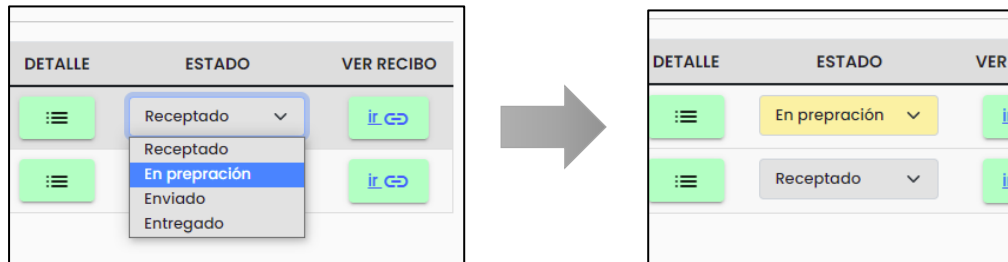 DETALLE ESTADO VER RECIBO
Receptado ir
Receptado
En prepración
Enviado
Entregado
ir
DETALLE ESTADO VER
En prepración
Receptado